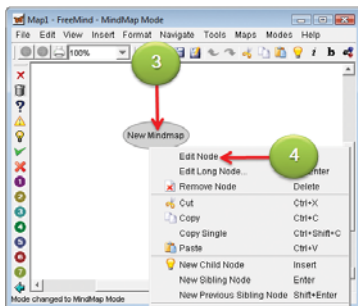 Map1 - FreeMind - MindMap Mode
File Edit View Insert Format Navigate Tools Maps Modes Help
100%
3
New Mindmap
Edit Node
4
Edit Long Node... Enter
Remove Node Delete
Cut Ctrl+X
Copy Ctrl+C
Copy Single Ctrl+Shift+C
Paste Ctrl+V
New Child Node Insert
New Sibling Node Enter
New Previous Sibling Node Shift+Enter
Mode changed to MindMap Mode